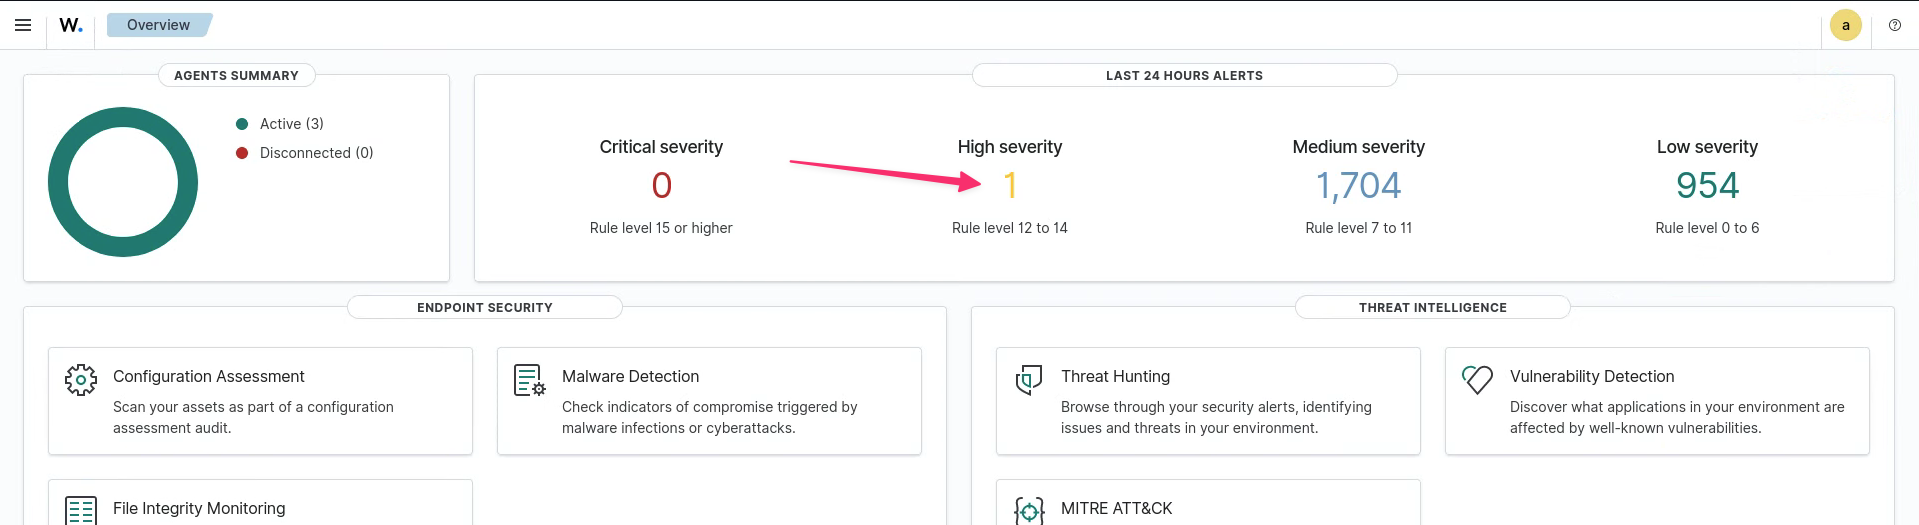 W.
Overview
a
AGENTS SUMMARY
Active (3)
Disconnected (0)
LAST 24 HOURS ALERTS
Critical severity
0
Rule level 15 or higher
High severity
1
Rule level 12 to 14
Medium severity
1,704
Rule level 7 to 11
Low severity
954
Rule level 0 to 6
ENDPOINT SECURITY
Configuration Assessment
Scan your assets as part of a configuration
assessment audit.
Malware Detection
Check indicators of compromise triggered by
malware infections or cyberattacks.
File Integrity Monitoring
THREAT INTELLIGENCE
Threat Hunting
Browse through your security alerts, identifying
issues and threats in your environment.
Vulnerability Detection
Discover what applications in your environment are
affected by well-known vulnerabilities.
MITRE ATT&CK